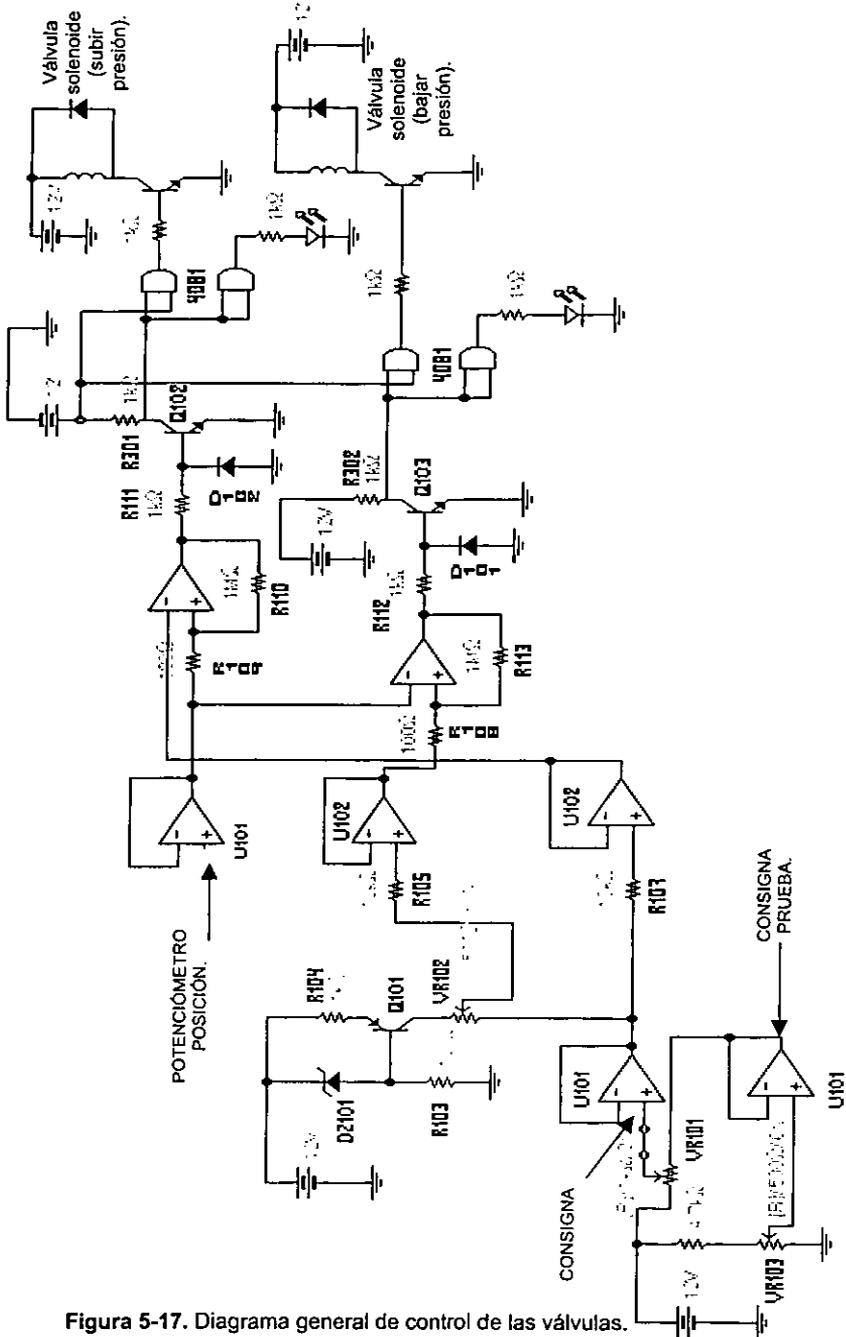 Válvula
solenoide
(subir
presión).
12V
1kΩ
1kΩ
4081
12
R301
1kΩ
Q102
R111
1kΩ
D102
1MΩ
R110
Válvula
solenoide
(bajar
presión).
1kΩ
1kΩ
4081
R302
1kΩ
12V
Q103
R112
D101
1MΩ
R113
100Ω
U101
POTENCIÓMETRO
POSICIÓN.
U102
R105
U102
R107
R104
Q101
VR102
DZ101
R103
12V
U101
CONSIGNA
VR101
CONSIGNA
PRUEBA.
U101
VR103
12V
Figura 5-17. Diagrama general de control de las válvulas.